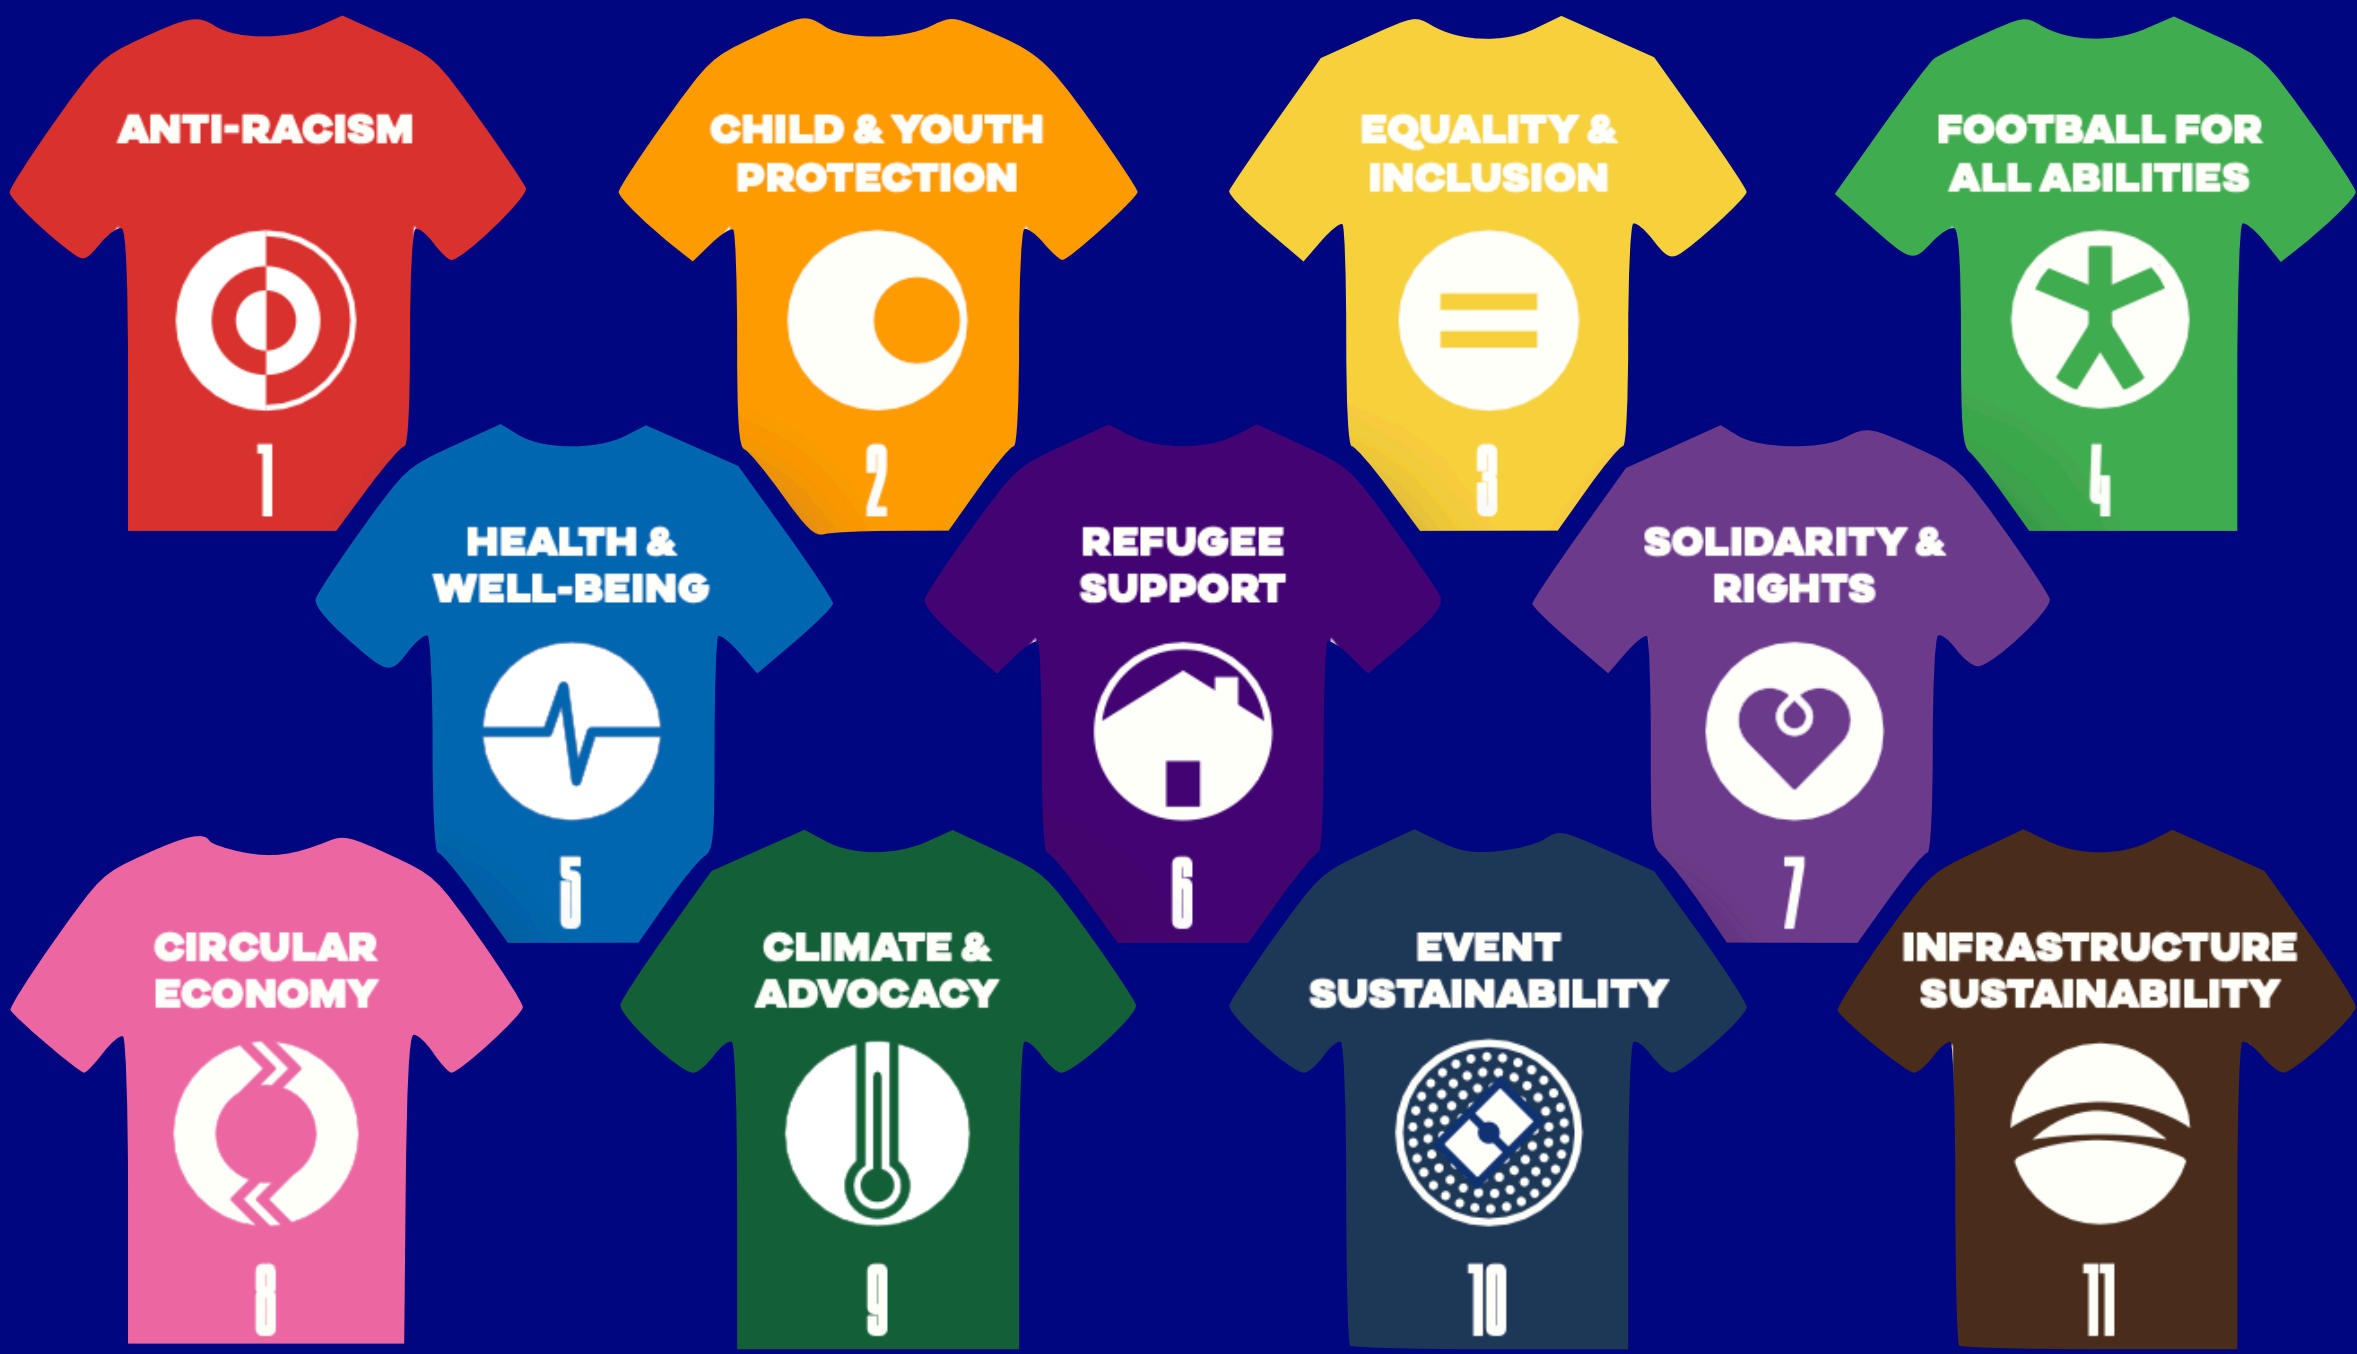 ANTI-RACISM
1
CHILD & YOUTH
PROTECTION
2
EQUALITY &
INCLUSION
3
FOOTBALL FOR
ALL ABILITIES
4
HEALTH &
WELL-BEING
5
REFUGEE
SUPPORT
6
SOLIDARITY &
RIGHTS
7
CIRCULAR
ECONOMY
8
CLIMATE &
ADVOCACY
9
EVENT
SUSTAINABILITY
10
INFRASTRUCTURE
SUSTAINABILITY
11